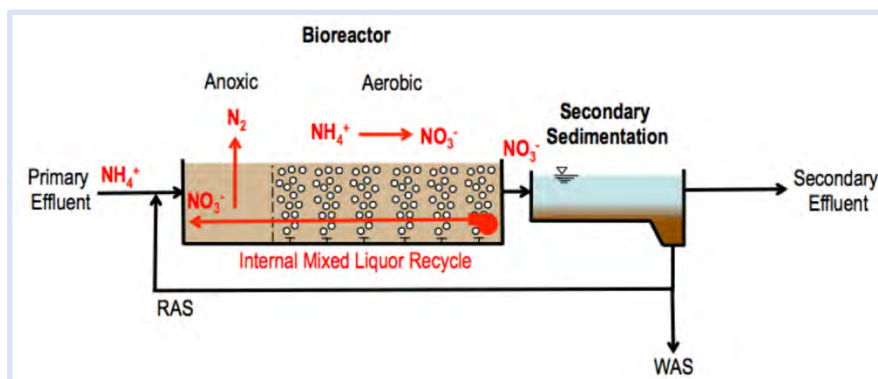 Bioreactor
Anoxic
Aerobic
N₂
NH₄⁺
NO₃⁻
NO₃⁻
Secondary
Sedimentation
Primary
Effluent
NH₄⁺
NO₃⁻
Secondary
Effluent
Internal Mixed Liquor Recycle
RAS
WAS